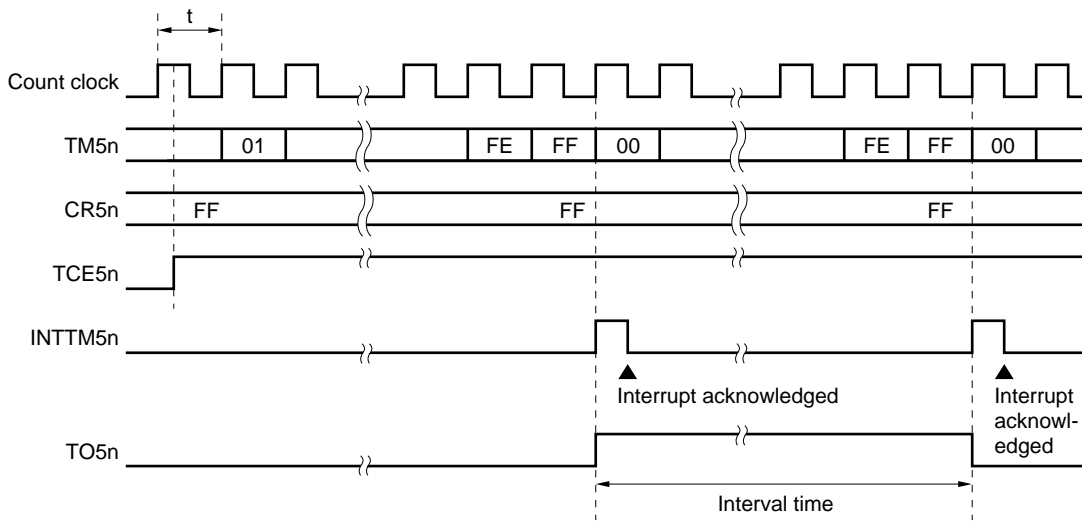 t
Count clock
TM5n 01 FE FF 00 FE FF 00
CR5n FF FF FF
TCE5n
INTTM5n
Interrupt acknowledged
Interrupt
acknowl-
edged
TO5n
Interval time